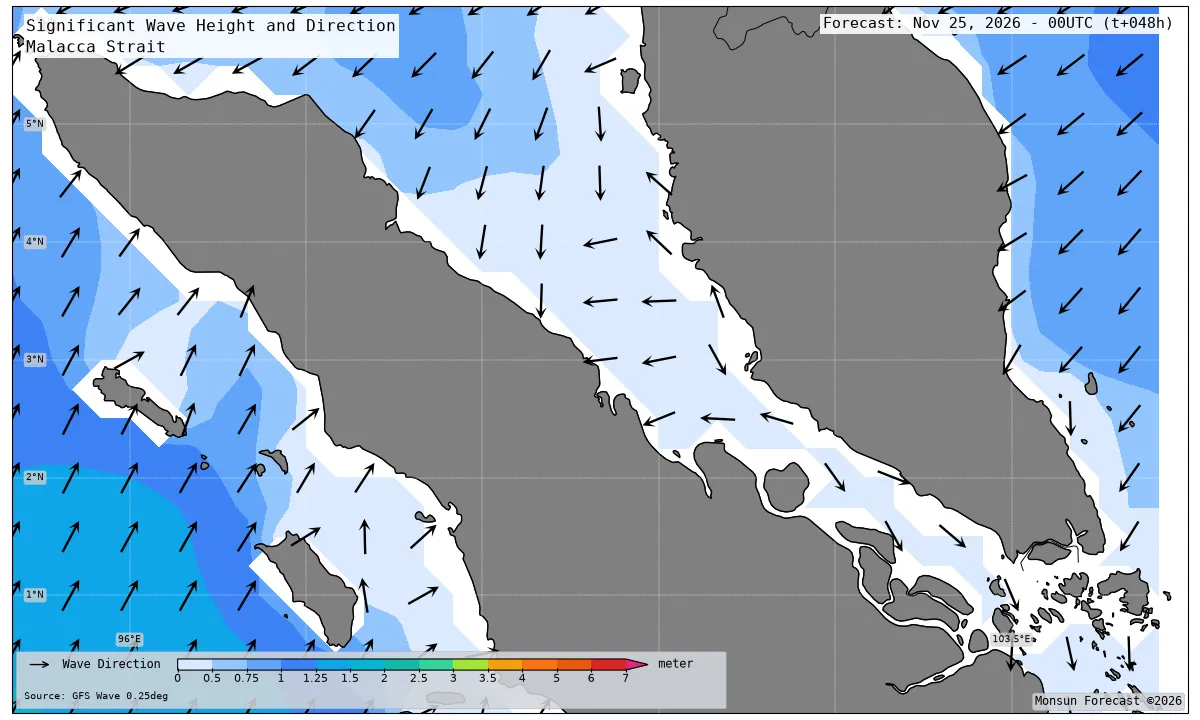 Significant Wave Height and Direction
Malacca Strait
Forecast: Nov 25, 2026 - 00UTC (t+048h)
5°N
4°N
3°N
2°N
1°N
96°E
103.5°E
Wave Direction
meter
0 0.5 0.75 1 1.25 1.5 2 2.5 3 3.5 4 5 6 7
Source: GFS Wave 0.25deg
Monsun Forecast ©2026